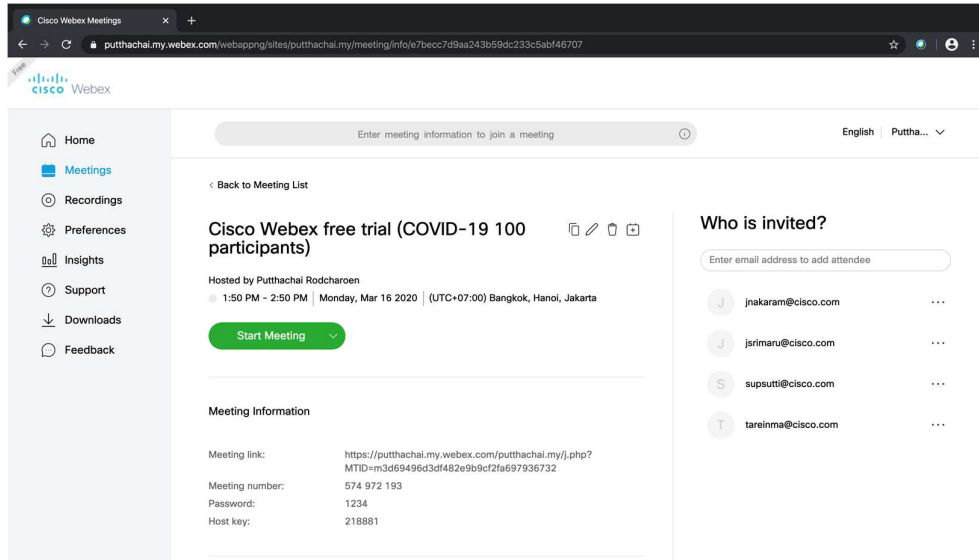 Cisco Webex Meetings
putthachai.my.webex.com/webappng/sites/putthachai.my/meeting/info/e7becc7d9aa243b59dc233c5abf46707
Free
CISCO Webex
Home
Meetings
Recordings
Preferences
Insights
Support
Downloads
Feedback
Enter meeting information to join a meeting
English
Puttha...
< Back to Meeting List
Cisco Webex free trial (COVID-19 100
participants)
Hosted by Putthachai Rodcharoen
1:50 PM - 2:50 PM | Monday, Mar 16 2020 | (UTC+07:00) Bangkok, Hanoi, Jakarta
Start Meeting
Meeting Information
Meeting link: https://putthachai.my.webex.com/putthachai.my/j.php?
MTID=m3d69496d3df482e9b9cf2fa697936732
Meeting number: 574 972 193
Password: 1234
Host key: 218881
Who is invited?
Enter email address to add attendee
J jnakaram@cisco.com
J jsrimaru@cisco.com
S supsutti@cisco.com
T tareinma@cisco.com